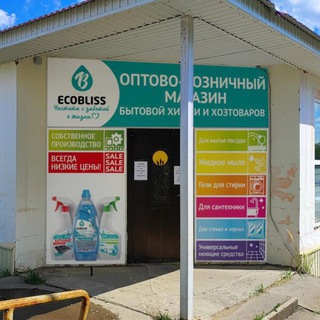 ECOBLISS
Чистота с заботой
о жизни
ОПТОВО-РОЗНИЧНЫЙ
МАГАЗИН
БЫТОВОЙ ХИМИИ И ХОЗТОВАРОВ
СОБСТВЕННОЕ
ПРОИЗВОДСТВО
ВСЕГДА
НИЗКИЕ ЦЕНЫ!
SALE
SALE
SALE
Для мытья посуды
Жидкое мыло
Гели для стирки
Для сантехники
Для стекол и зеркал
Универсальные
моющие средства